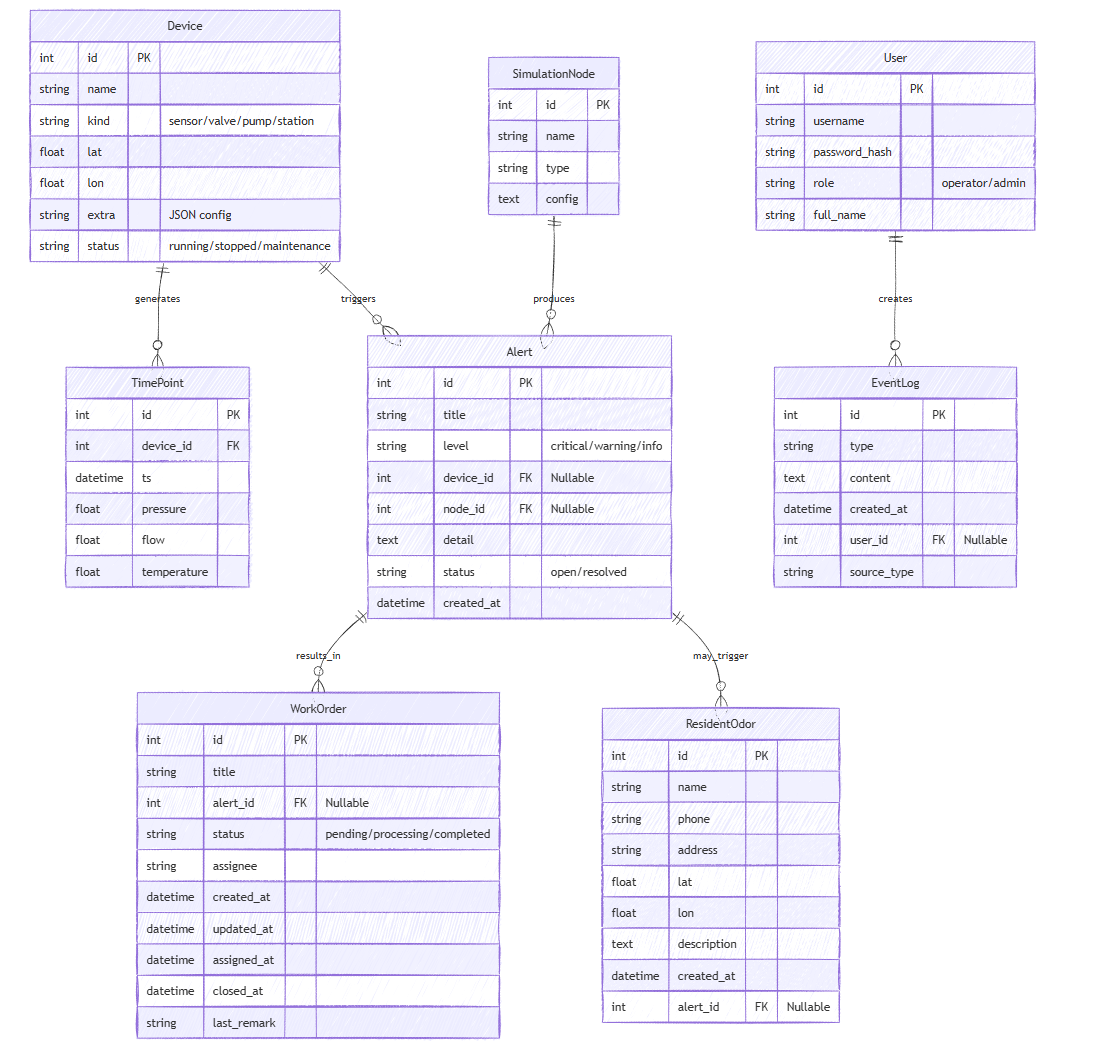 Device
int id PK
string name
string kind sensor/valve/pump/station
float lat
float lon
string extra JSON config
string status running/stopped/maintenance
SimulationNode
int id PK
string name
string type
text config
User
int id PK
string username
string password_hash
string role operator/admin
string full_name
generates
triggers
produces
creates
TimePoint
int id PK
int device_id FK
datetime ts
float pressure
float flow
float temperature
Alert
int id PK
string title
string level critical/warning/info
int device_id FK Nullable
int node_id FK Nullable
text detail
string status open/resolved
datetime created_at
EventLog
int id PK
string type
text content
datetime created_at
int user_id FK Nullable
string source_type
results_in
may_trigger
WorkOrder
int id PK
string title
int alert_id FK Nullable
string status pending/processing/completed
string assignee
datetime created_at
datetime updated_at
datetime assigned_at
datetime closed_at
string last_remark
ResidentOdor
int id PK
string name
string phone
string address
float lat
float lon
text description
datetime created_at
int alert_id FK Nullable